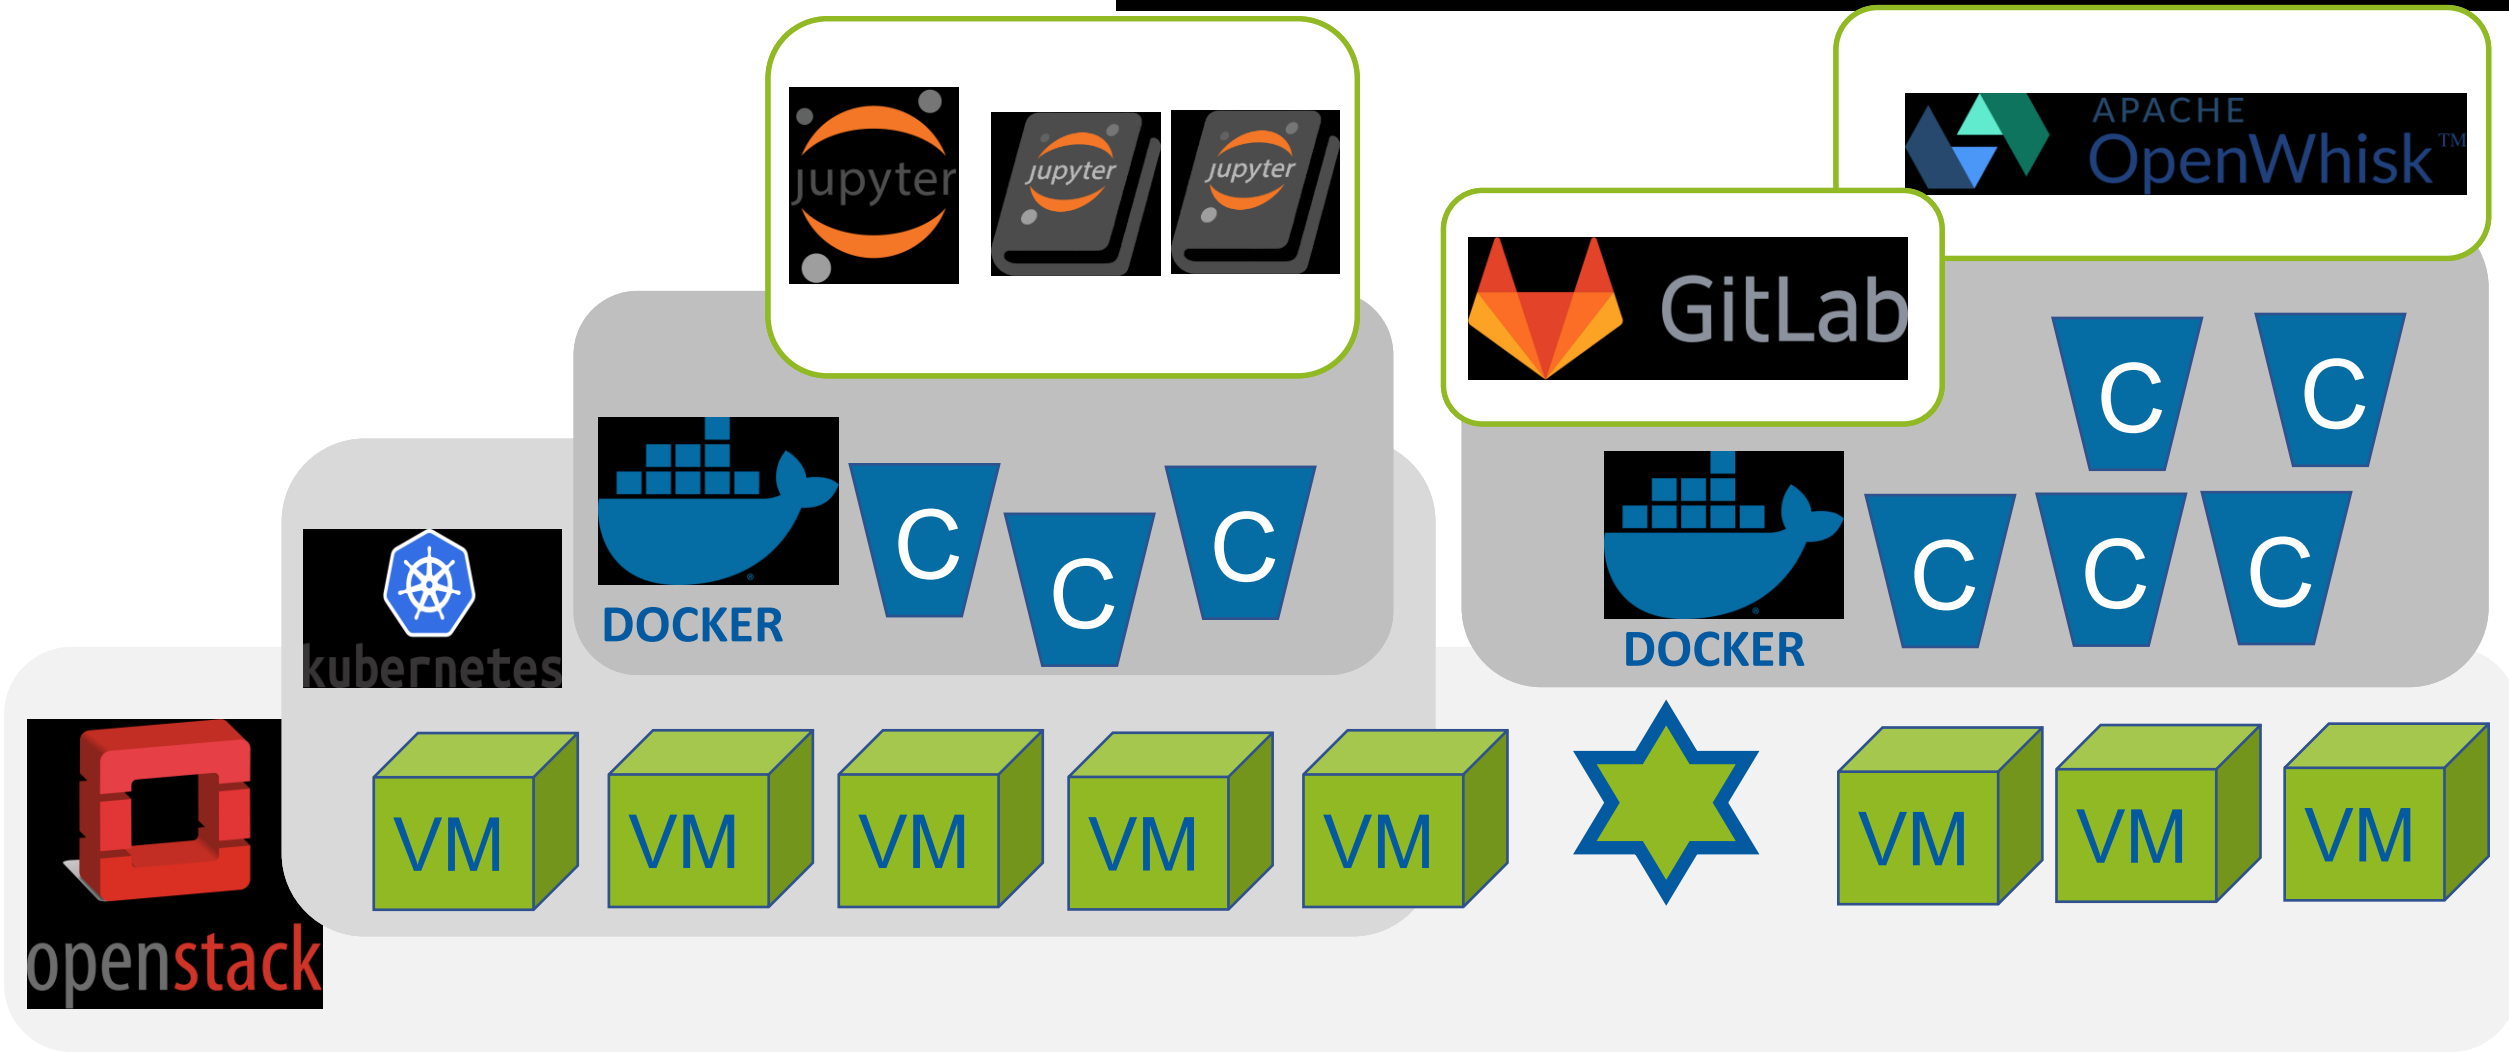 jupyter
jupyter
jupyter
APACHE
OpenWhisk™
GitLab
C
C
C
C
C
C
C
C
DOCKER
DOCKER
kubernetes
VM
VM
VM
VM
VM
VM
VM
VM
openstack